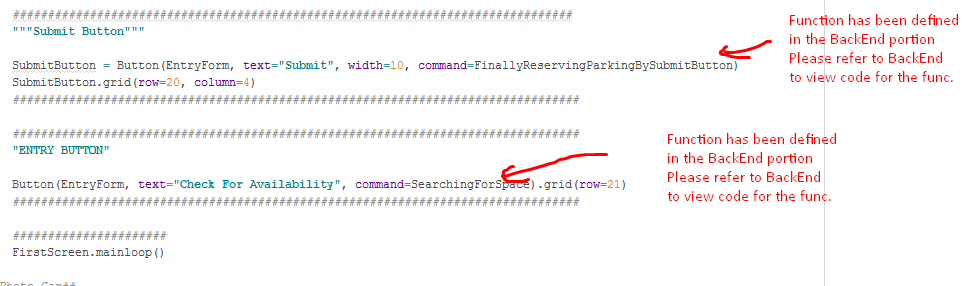 ###############################################################################
"""Submit Button"""
SubmitButton = Button(EntryForm, text="Submit", width=10, command=FinallyReservingParkingBySubmitButton)
SubmitButton.grid(row=20, column=4)
################################################################################
################################################################################
"ENTRY BUTTON"
Button(EntryForm, text="Check For Availability", command=SearchingForSpace).grid(row=21)
################################################################################
######################
FirstScreen.mainloop()
Function has been defined
in the BackEnd portion
Please refer to BackEnd
to view code for the func.
Function has been defined
in the BackEnd portion
Please refer to BackEnd
to view code for the func.